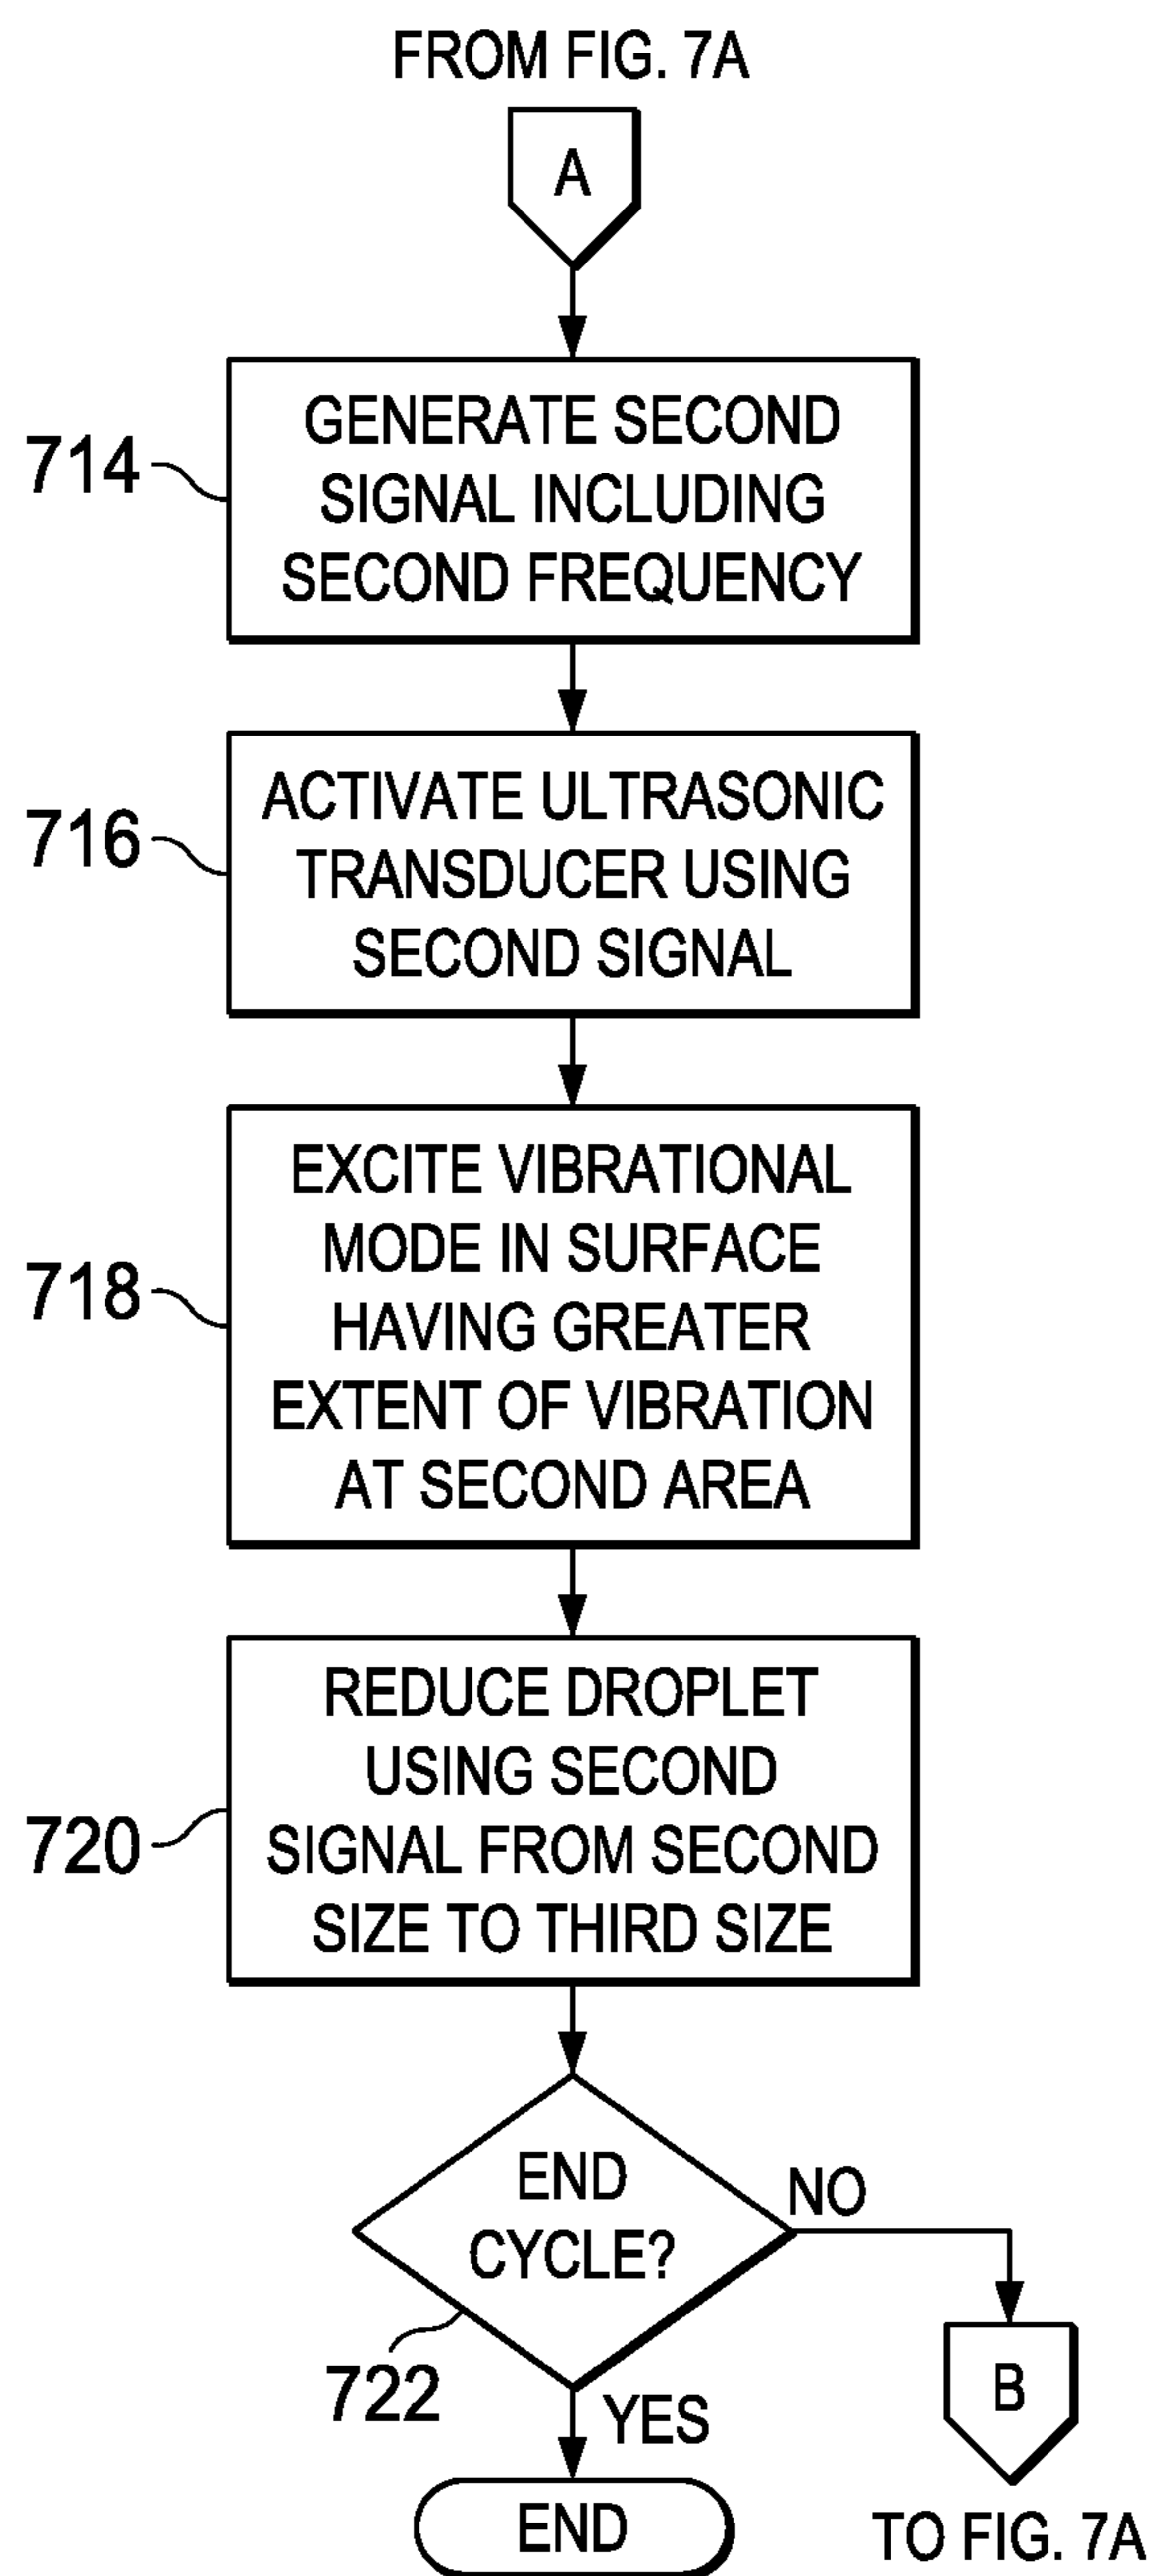 FROM FIG. 7A
A
714
GENERATE SECOND
SIGNAL INCLUDING
SECOND FREQUENCY
716
ACTIVATE ULTRASONIC
TRANSDUCER USING
SECOND SIGNAL
718
EXCITE VIBRATIONAL
MODE IN SURFACE
HAVING GREATER
EXTENT OF VIBRATION
AT SECOND AREA
720
REDUCE DROPLET
USING SECOND
SIGNAL FROM SECOND
SIZE TO THIRD SIZE
END
CYCLE?
NO
722
YES
B
END
TO FIG. 7A